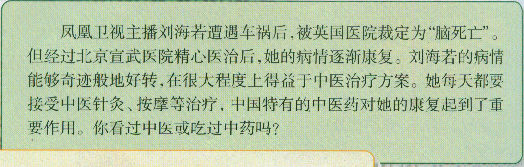 凤凰卫视主播刘海若遭遇车祸后,被英国医院裁定为“脑死亡”。
但经过北京宣武医院精心医治后,她的病情逐渐康复。刘海若的病情
能够奇迹般地好转,在很大程度上得益于中医治疗方案。她每天都要
接受中医针灸、按摩等治疗,中国特有的中医药对她的康复起到了重
要作用。你看过中医或吃过中药吗?